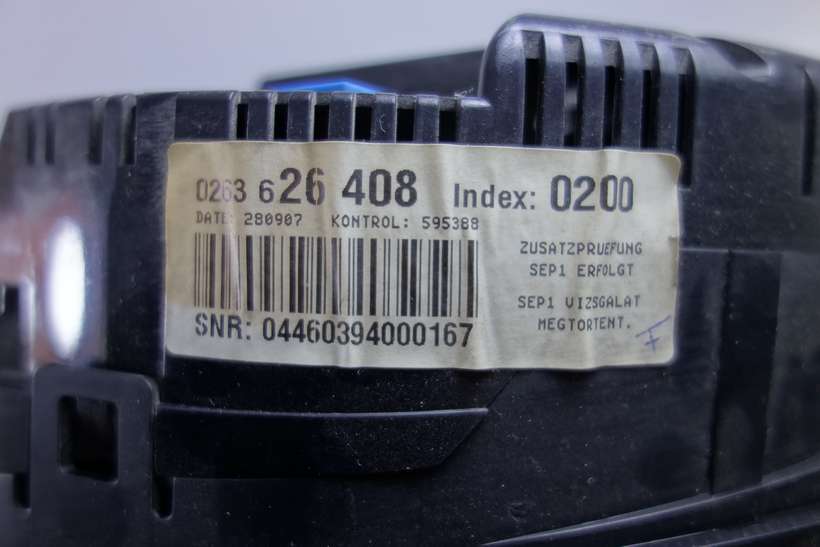 0263 626 408 Index: 0200
DATE: 280907 KONTROL: 595388
ZUSATZPRUEFUNG
SEP1 ERFOLGT
SEP1 VIZSGALAT
MEGTORTENT.
SNR: 04460394000167